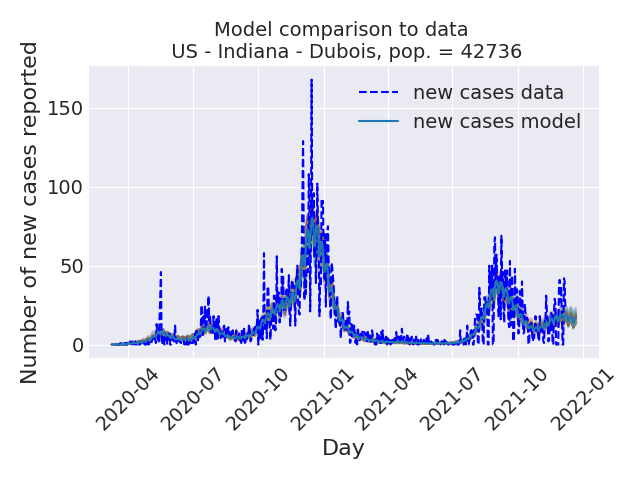 Model comparison to data
US - Indiana - Dubois, pop. = 42736
new cases data
new cases model
Number of new cases reported
150
100
50
0
2020-04
2020-07
2020-10
2021-01
2021-04
2021-07
2021-10
2022-01
Day